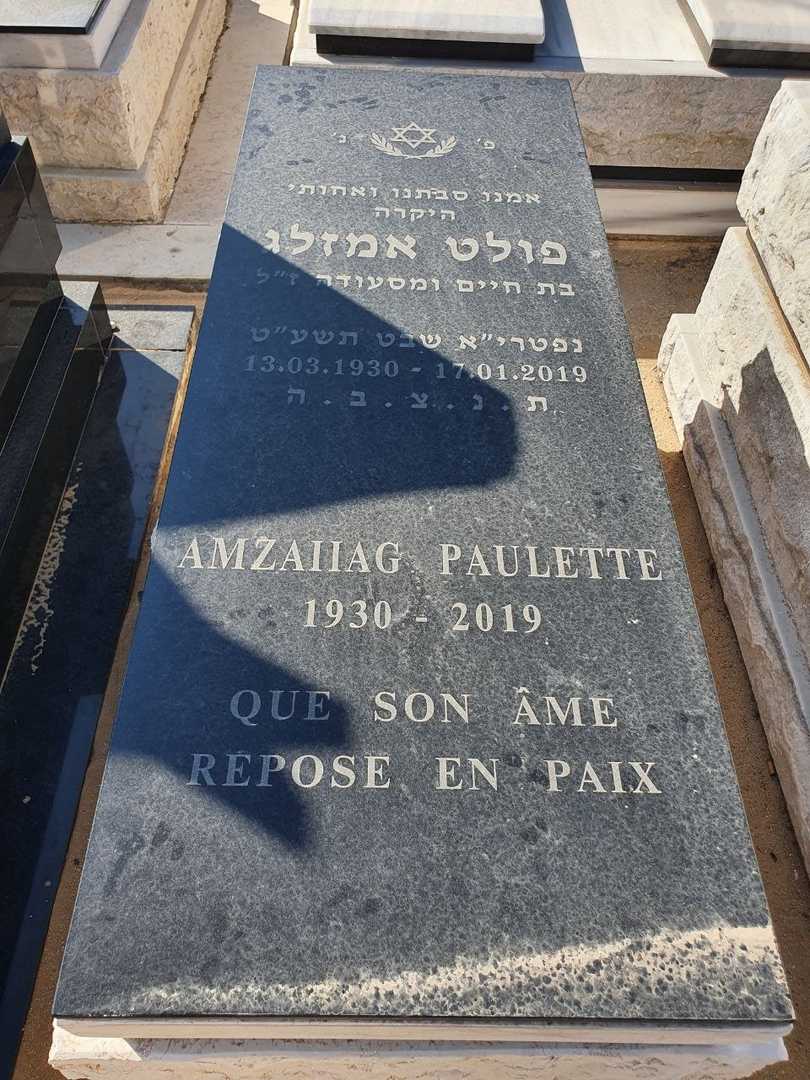 פ' נ'
אמנו סבתנו ואחותי
היקרה
פולט אמזלג
בת חיים ומסעודה ז"ל
נפטרי"א שבט תשע"ט
13.03.1930 - 17.01.2019
ת . נ . צ . ב . ה
AMZAIIAG PAULETTE
1930 - 2019
QUE SON ÂME
REPOSE EN PAIX